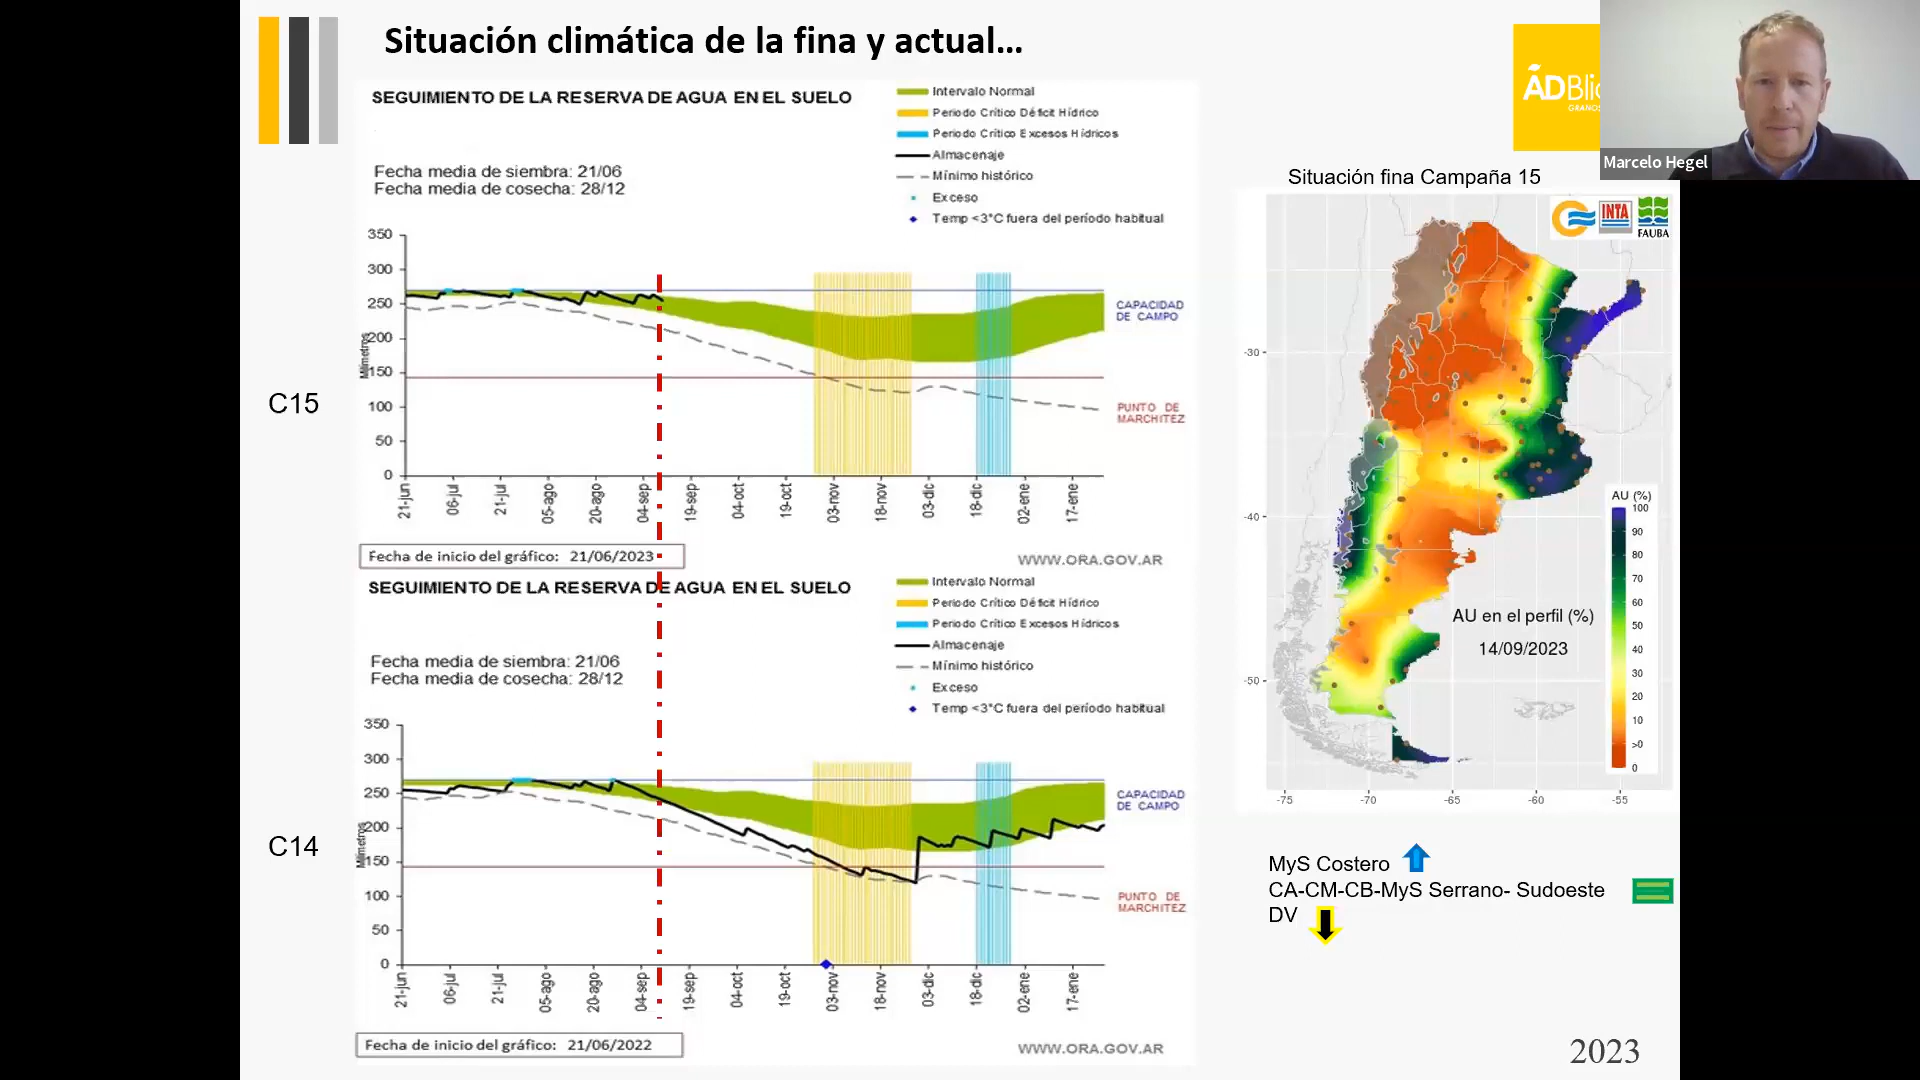 Situación climática de la fina y actual...
ÁDBlic
GRANOS
Marcelo Hegel
SEGUIMIENTO DE LA RESERVA DE AGUA EN EL SUELO
Intervalo Normal
Periodo Crítico Déficit Hídrico
Periodo Crítico Excesos Hídricos
Almacenaje
Mínimo histórico
Exceso
Temp <3°C fuera del período habitual
Fecha media de siembra: 21/06
Fecha media de cosecha: 28/12
Milímetros
350
300
250
200
150
100
50
0
CAPACIDAD
DE CAMPO
PUNTO DE
MARCHITEZ
21-jun
06-jul
21-jul
05-ago
20-ago
04-sep
19-sep
04-oct
19-oct
03-nov
18-nov
03-dic
18-dic
02-ene
17-ene
C15
Fecha de inicio del gráfico: 21/06/2023
WWW.ORA.GOV.AR
SEGUIMIENTO DE LA RESERVA DE AGUA EN EL SUELO
Intervalo Normal
Periodo Crítico Déficit Hídrico
Periodo Crítico Excesos Hídricos
Almacenaje
Mínimo histórico
Exceso
Temp <3°C fuera del período habitual
Fecha media de siembra: 21/06
Fecha media de cosecha: 28/12
Milímetros
350
300
250
200
150
100
50
0
CAPACIDAD
DE CAMPO
PUNTO DE
MARCHITEZ
21-jun
06-jul
21-jul
05-ago
20-ago
04-sep
19-sep
04-oct
19-oct
03-nov
18-nov
03-dic
18-dic
02-ene
17-ene
C14
Fecha de inicio del gráfico: 21/06/2022
WWW.ORA.GOV.AR
Situación fina Campaña 15
INTA
FAUBA
-30
-40
-50
-75
-70
-65
-60
-55
AU (%)
100
90
80
70
60
50
40
30
20
10
>0
0
AU en el perfil (%)
14/09/2023
MyS Costero
CA-CM-CB-MyS Serrano- Sudoeste
DV
2023